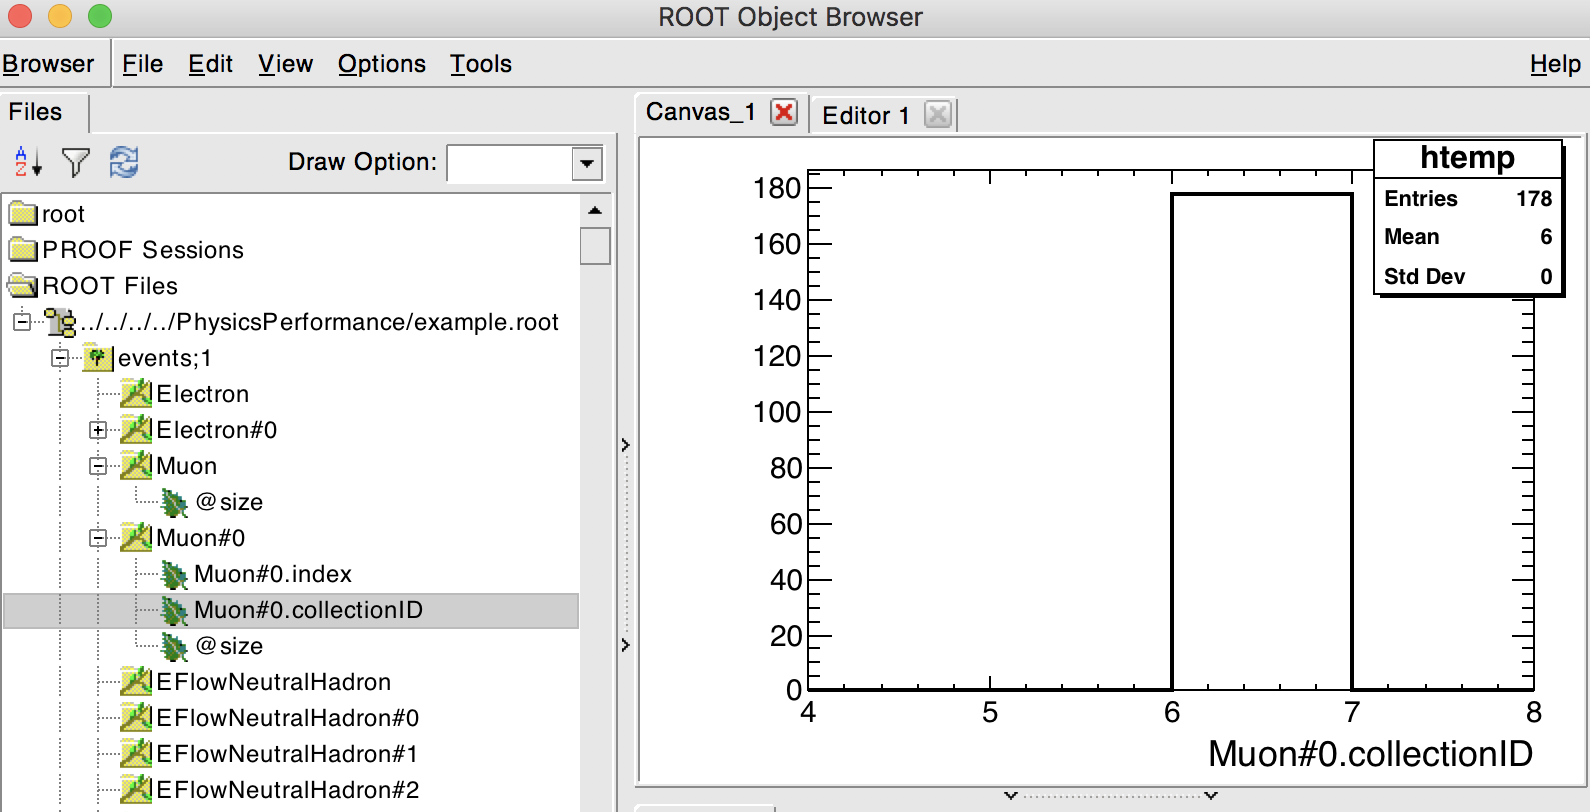 ROOT Object Browser
Browser File Edit View Options Tools Help
Files
Draw Option:
root
PROOF Sessions
ROOT Files
../../../../PhysicsPerformance/example.root
events;1
Electron
Electron#0
Muon
@size
Muon#0
Muon#0.index
Muon#0.collectionID
@size
EFlowNeutralHadron
EFlowNeutralHadron#0
EFlowNeutralHadron#1
EFlowNeutralHadron#2
Canvas_1 Editor 1
htemp
Entries 178
Mean 6
Std Dev 0
180
160
140
120
100
80
60
40
20
0
4 5 6 7 8
Muon#0.collectionID